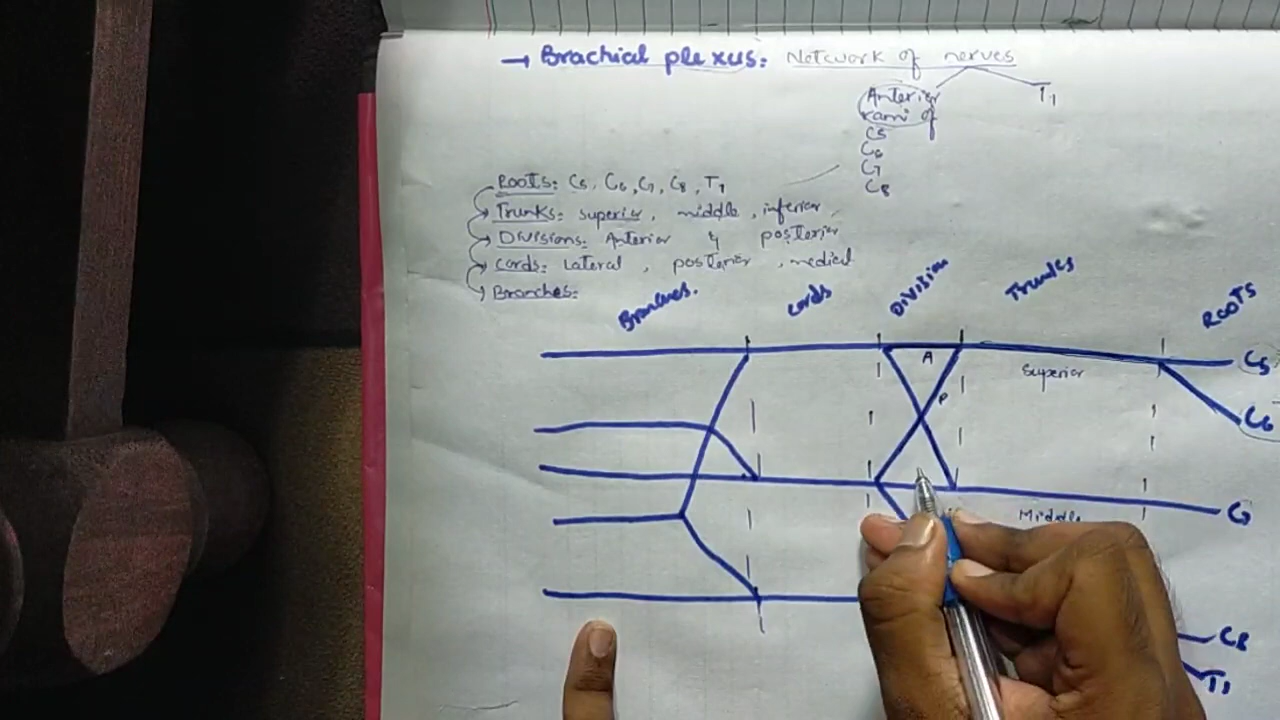 → Brachial plexus: Network of nerves
Anterior T1
rami of
C5
C6
C7
C8
Roots: C5, C6, C7, C8, T1
Trunks: superior, middle, inferior
Divisions: Anterior & posterior
Cords: Lateral, posterior, medial
Branches:
Branches. Cords Division Trunks Roots
A
Superior
C5
P
C6
Middle
C7
C8
T1